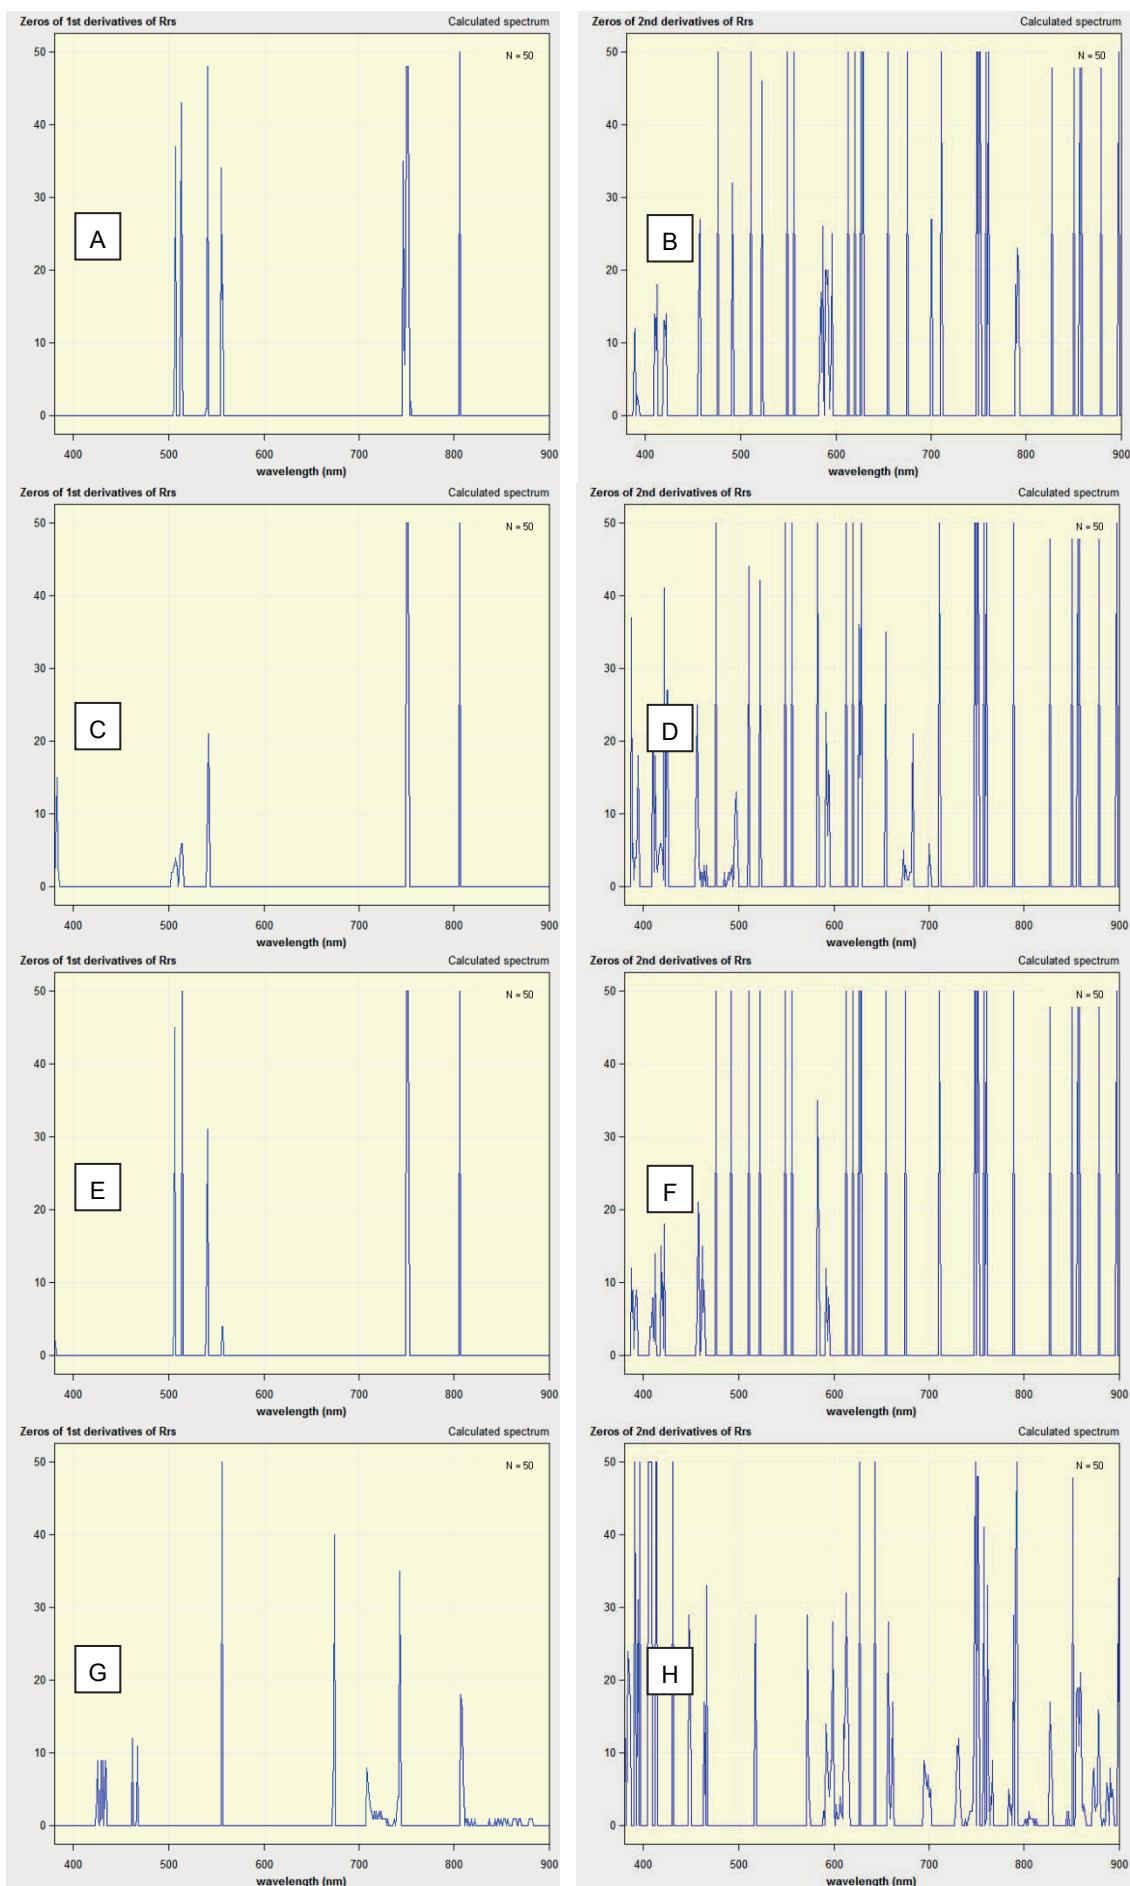 Zeros of 1st derivatives of Rrs Calculated spectrum
N = 50
50
40
30
20
10
0
A
400 500 600 700 800 900
wavelength (nm)
Zeros of 2nd derivatives of Rrs Calculated spectrum
N = 50
50
40
30
20
10
0
B
400 500 600 700 800 900
wavelength (nm)
Zeros of 1st derivatives of Rrs Calculated spectrum
N = 50
50
40
30
20
10
0
C
400 500 600 700 800 900
wavelength (nm)
Zeros of 2nd derivatives of Rrs Calculated spectrum
N = 50
50
40
30
20
10
0
D
400 500 600 700 800 900
wavelength (nm)
Zeros of 1st derivatives of Rrs Calculated spectrum
N = 50
50
40
30
20
10
0
E
400 500 600 700 800 900
wavelength (nm)
Zeros of 2nd derivatives of Rrs Calculated spectrum
N = 50
50
40
30
20
10
0
F
400 500 600 700 800 900
wavelength (nm)
Zeros of 1st derivatives of Rrs Calculated spectrum
N = 50
50
40
30
20
10
0
G
400 500 600 700 800 900
wavelength (nm)
Zeros of 2nd derivatives of Rrs Calculated spectrum
N = 50
50
40
30
20
10
0
H
400 500 600 700 800 900
wavelength (nm)